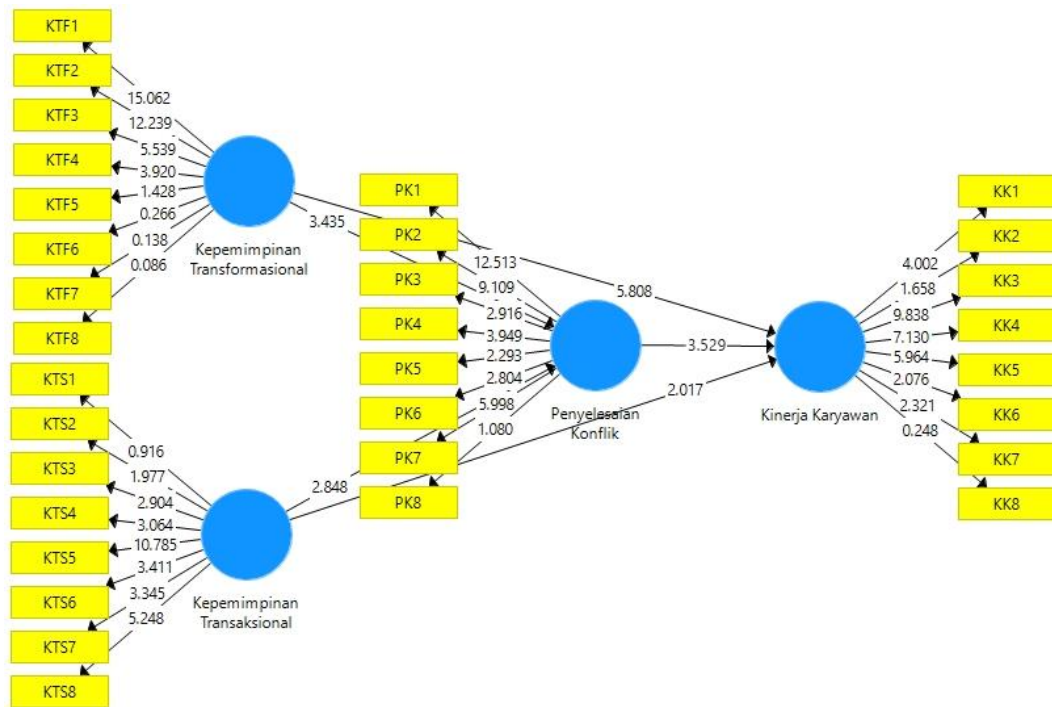 KTF1
KTF2
KTF3
KTF4
KTF5
KTF6
KTF7
KTF8
15.062
12.239
5.539
3.920
1.428
0.266
0.138
0.086
Kepemimpinan
Transformasional
3.435
5.808
KTS1
KTS2
KTS3
KTS4
KTS5
KTS6
KTS7
KTS8
0.916
1.977
2.904
3.064
10.785
3.411
3.345
5.248
Kepemimpinan
Transaksional
2.848
2.017
PK1
PK2
PK3
PK4
PK5
PK6
PK7
PK8
12.513
9.109
2.916
3.949
2.293
2.804
5.998
1.080
Penyelesaian
Konflik
3.529
Kinerja Karyawan
4.002
1.658
9.838
7.130
5.964
2.076
2.321
0.248
KK1
KK2
KK3
KK4
KK5
KK6
KK7
KK8